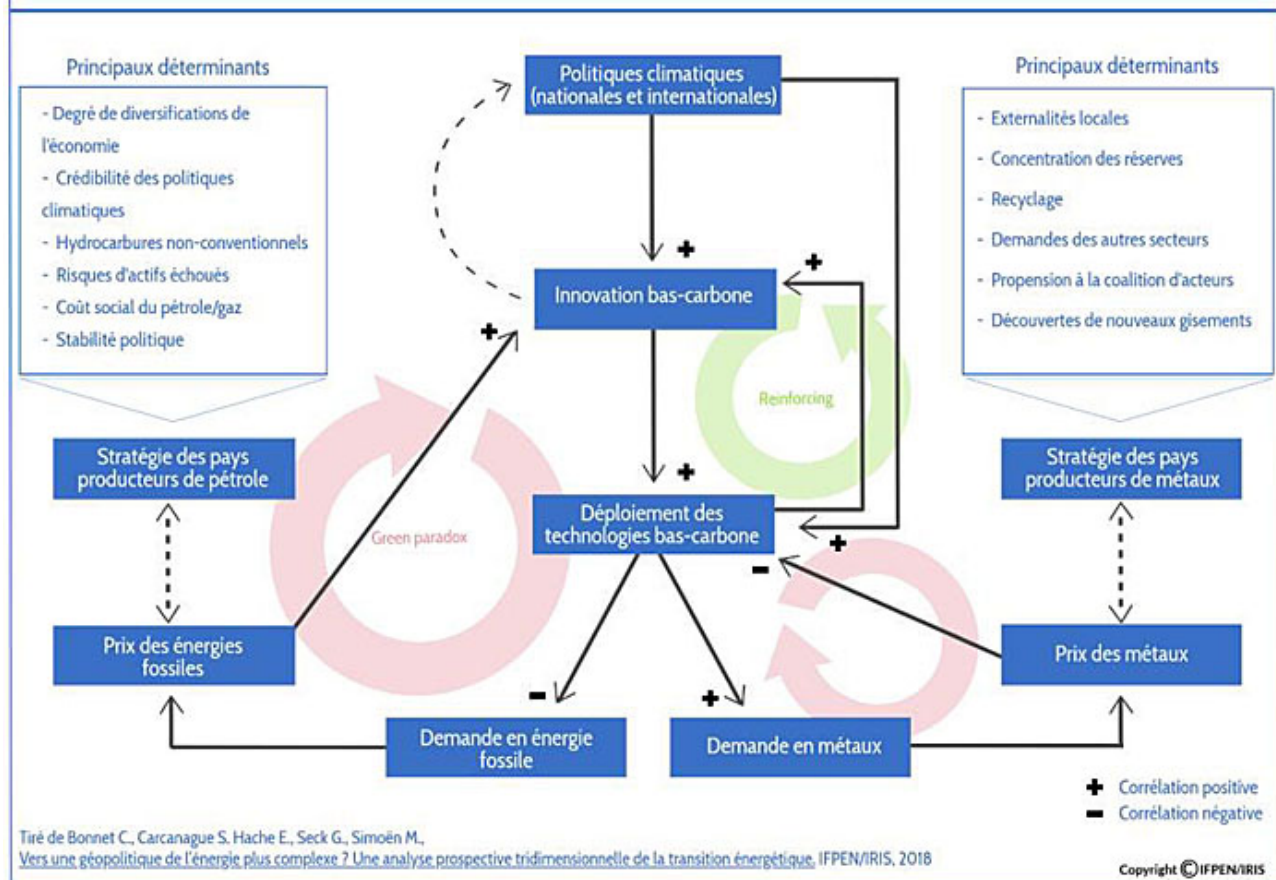 Principaux déterminants
- Degré de diversifications de
l'économie
- Crédibilité des politiques
climatiques
- Hydrocarbures non-conventionnels
- Risques d'actifs échoués
- Coût social du pétrole/gaz
- Stabilité politique
Politiques climatiques
(nationales et internationales)
Principaux déterminants
- Externalités locales
- Concentration des réserves
- Recyclage
- Demandes des autres secteurs
- Propension à la coalition d'acteurs
- Découvertes de nouveaux gisements
+
+
Innovation bas-carbone
+
Reinforcing
Stratégie des pays
producteurs de pétrole
+
Stratégie des pays
producteurs de métaux
Green paradox
Déploiement des
technologies bas-carbone
+
-
Prix des énergies
fossiles
Prix des métaux
-
+
Demande en énergie
fossile
Demande en métaux
+ Corrélation positive
- Corrélation négative
Tiré de Bonnet C., Carcanague S. Hache E., Seck G., Simoën M.,
Vers une géopolitique de l'énergie plus complexe ? Une analyse prospective tridimensionnelle de la transition énergétique. IFPEN/IRIS, 2018
Copyright © IFPEN/IRIS